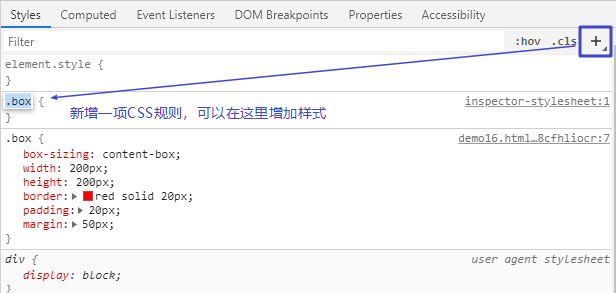 Styles Computed Event Listeners DOM Breakpoints Properties Accessibility
Filter :hov .cls +
element.style {
}
.box { inspector-stylesheet:1
新增一项CSS规则，可以在这里增加样式
}
.box { demo16.html…8cfhliocr:7
box-sizing: content-box;
width: 200px;
height: 200px;
border: red solid 20px;
padding: 20px;
margin: 50px;
}
div { user agent stylesheet
display: block;
}